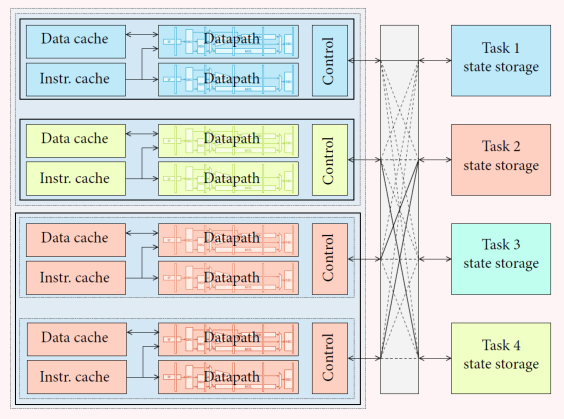 Data cache
Datapath
Instr. cache
Datapath
Control
Task 1
state storage
Data cache
Datapath
Instr. cache
Datapath
Control
Task 2
state storage
Data cache
Datapath
Instr. cache
Datapath
Control
Task 3
state storage
Data cache
Datapath
Instr. cache
Datapath
Control
Task 4
state storage